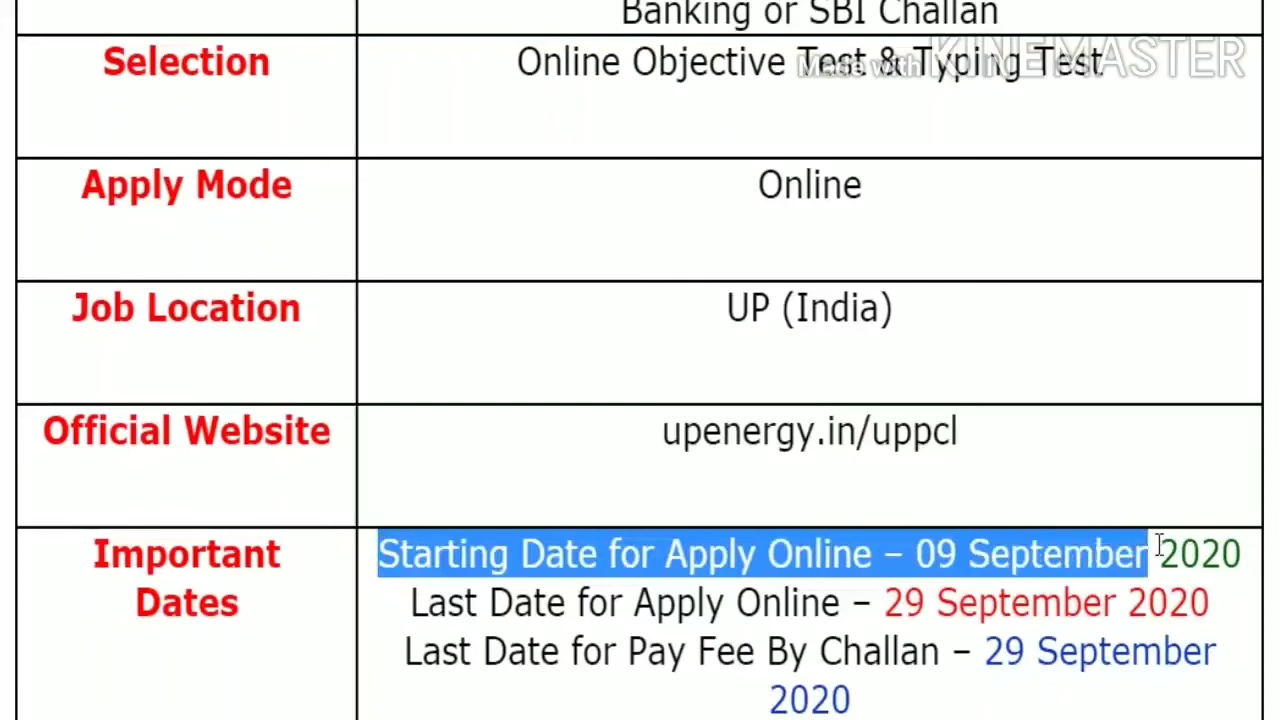 Banking or SBI Challan
Selection
Online Objective Test & Typing Test
Made with KINEMASTER
Apply Mode
Online
Job Location
UP (India)
Official Website
upenergy.in/uppcl
Important
Dates
Starting Date for Apply Online – 09 September 2020
Last Date for Apply Online – 29 September 2020
Last Date for Pay Fee By Challan – 29 September
2020